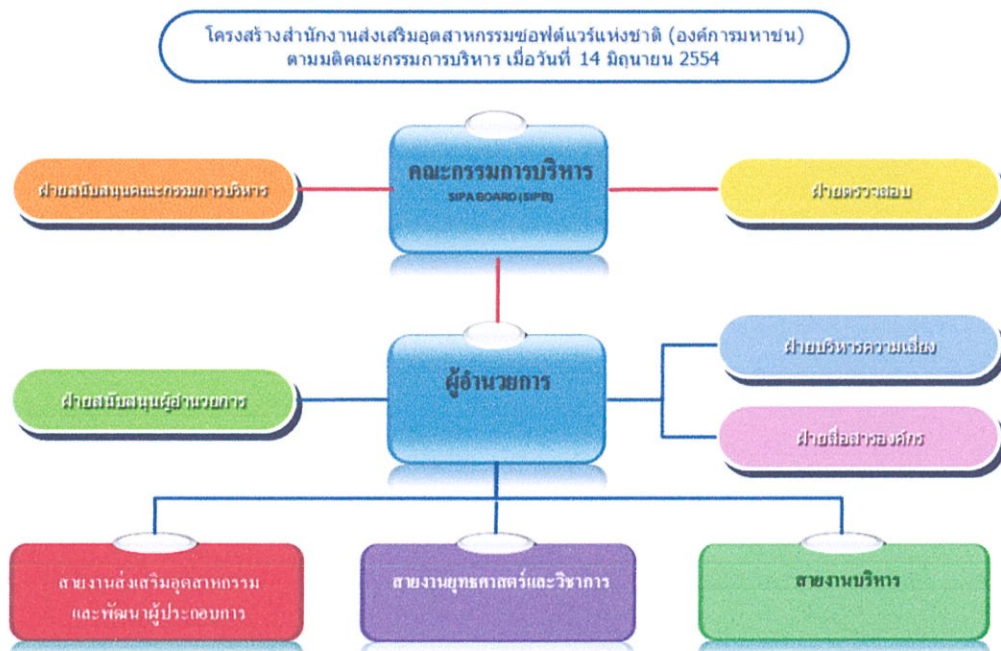 โครงสร้างสำนักงานส่งเสริมอุตสาหกรรมซอฟต์แวร์แห่งชาติ (องค์การมหาชน)
ตามมติคณะกรรมการบริหาร เมื่อวันที่ 14 มิถุนายน 2554
คณะกรรมการบริหาร
SIPA BOARD (SIPB)
ฝ่ายสนับสนุนคณะกรรมการบริหาร
ฝ่ายตรวจสอบ
ฝ่ายบริหารความเสี่ยง
ผู้อำนวยการ
ฝ่ายสนับสนุนผู้อำนวยการ
ฝ่ายสื่อสารองค์กร
สายงานส่งเสริมอุตสาหกรรม
และพัฒนาผู้ประกอบการ
สายงานยุทธศาสตร์และวิชาการ
สายงานบริหาร